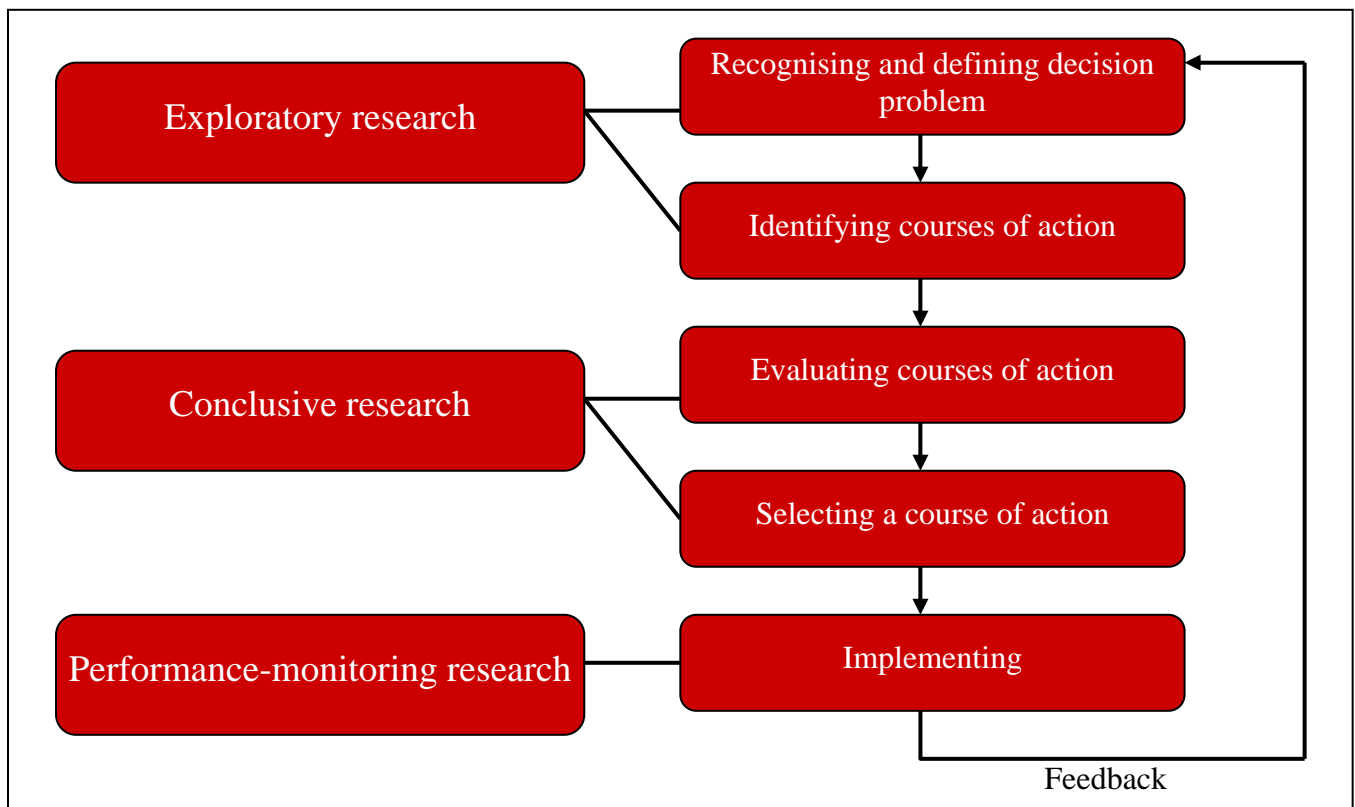 Exploratory research
Recognising and defining decision
problem
Identifying courses of action
Conclusive research
Evaluating courses of action
Selecting a course of action
Performance-monitoring research
Implementing
Feedback